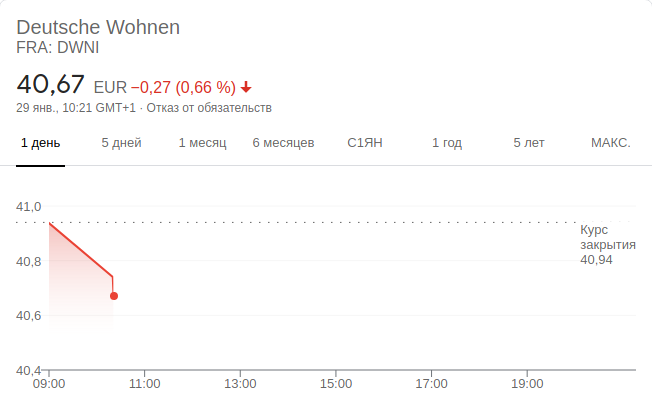 Deutsche Wohnen
FRA: DWNI
40,67 EUR −0,27 (0,66 %)
29 янв., 10:21 GMT+1 · Отказ от обязательств
1 день 5 дней 1 месяц 6 месяцев С1ЯН 1 год 5 лет МАКС.
41,0
Курс
закрытия
40,94
40,8
40,6
40,4
09:00 11:00 13:00 15:00 17:00 19:00